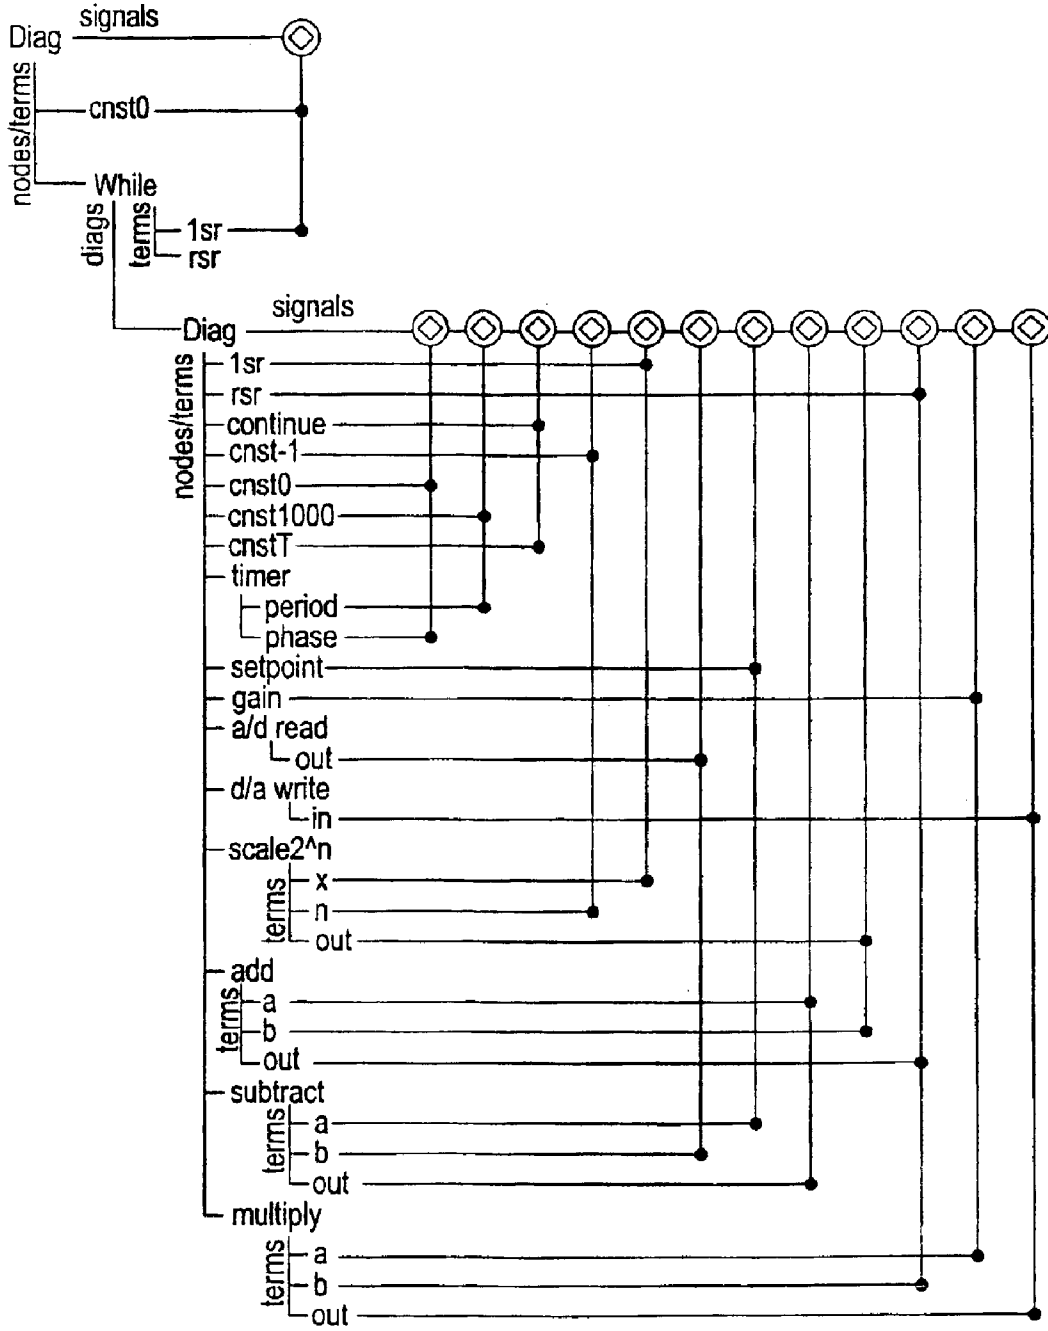 signals
Diag
nodes/terms
cnst0
While
diags
terms
1sr
rsr
signals
Diag
nodes/terms
1sr
rsr
continue
cnst-1
cnst0
cnst1000
cnstT
timer
period
phase
setpoint
gain
a/d read
out
d/a write
in
scale2^n
terms
x
n
out
add
terms
a
b
out
subtract
terms
a
b
out
multiply
terms
a
b
out